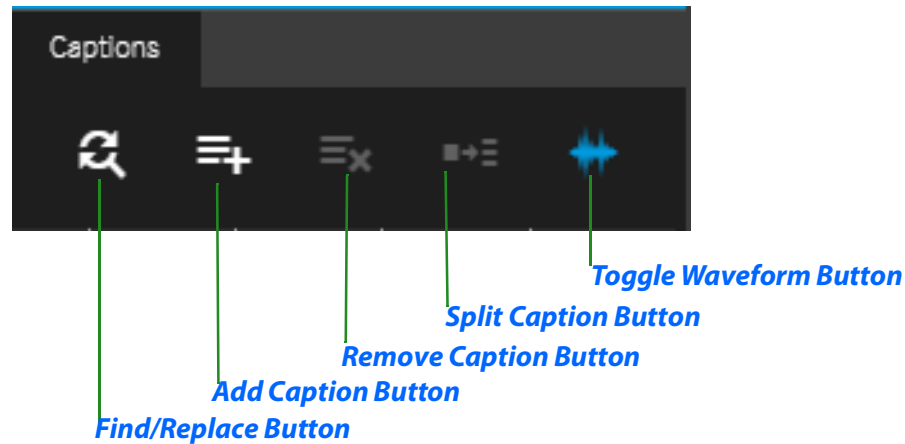 Captions
Toggle Waveform Button
Split Caption Button
Remove Caption Button
Add Caption Button
Find/Replace Button